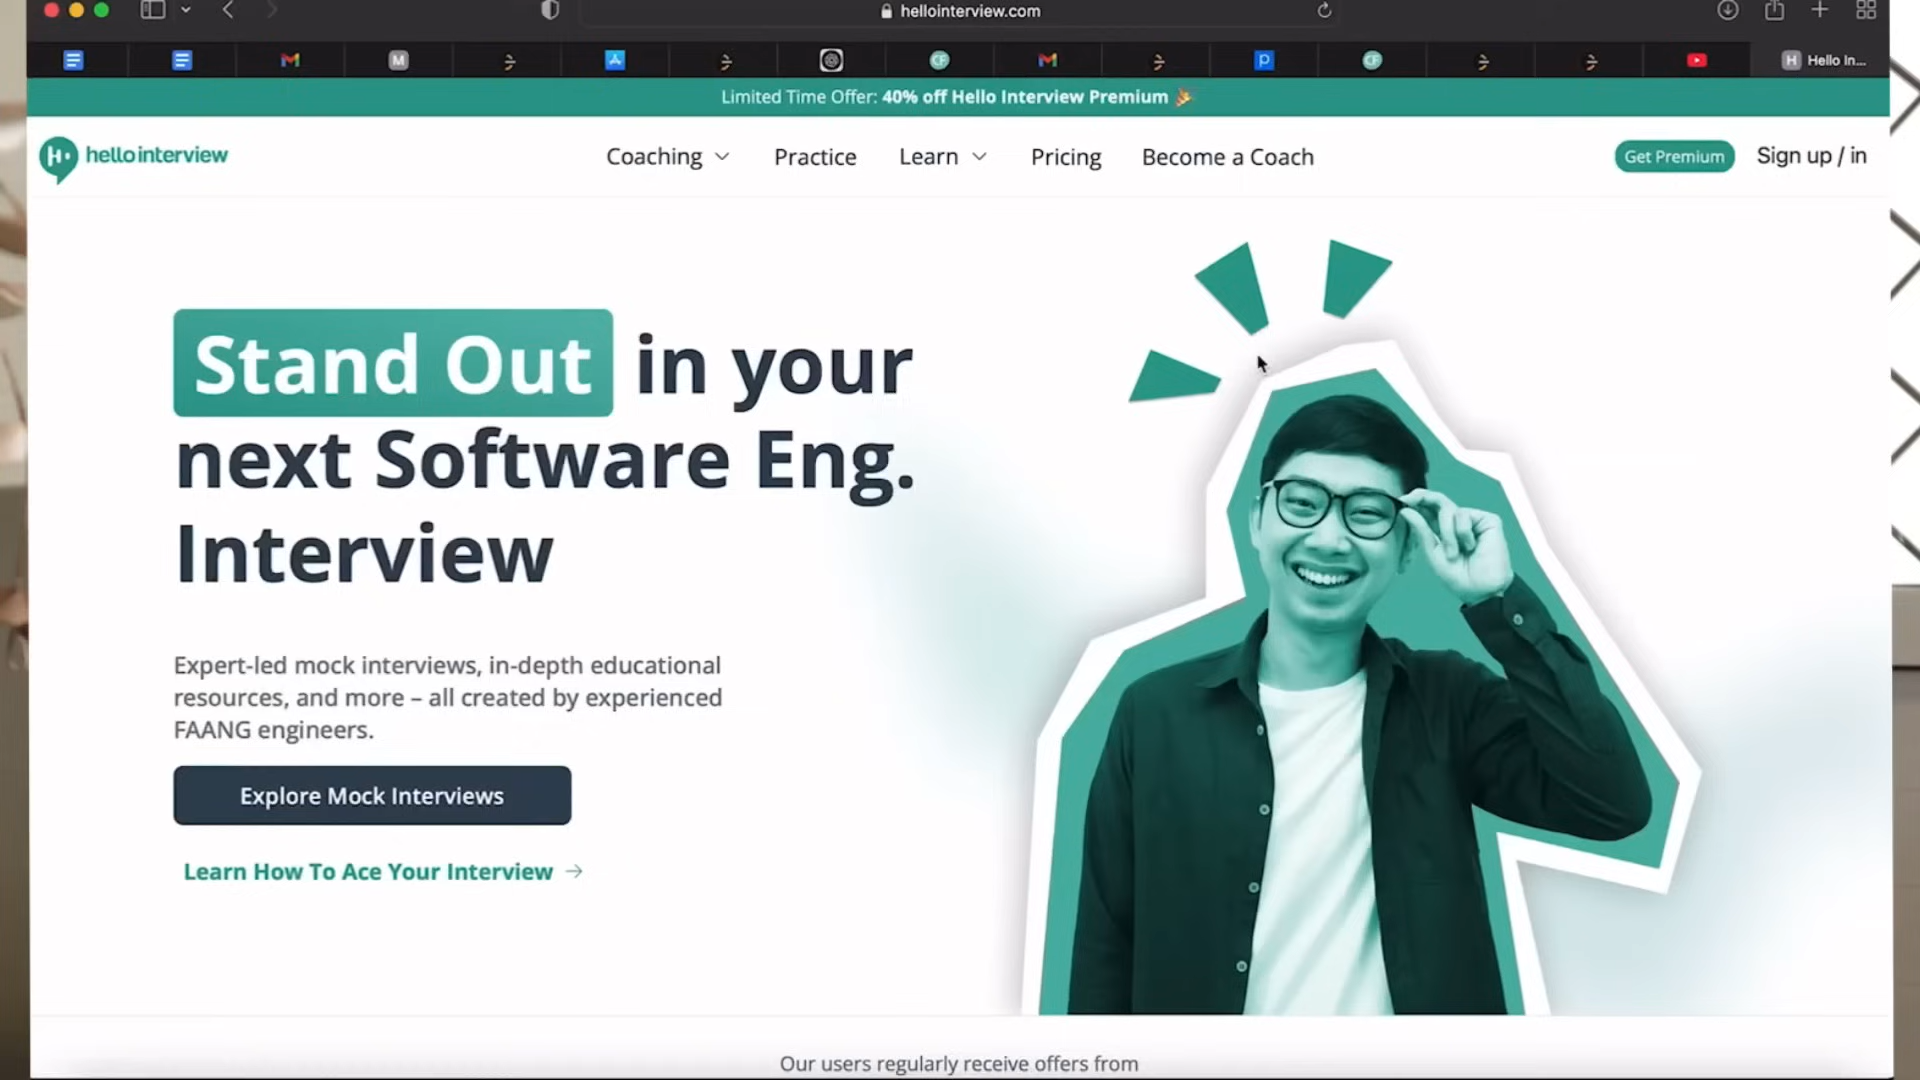 hellointerview.com
M
CF
P
CF
H Hello In...
Limited Time Offer: 40% off Hello Interview Premium 🎉
H hellointerview
Coaching
Practice
Learn
Pricing
Become a Coach
Get Premium
Sign up / in
Stand Out in your
next Software Eng.
Interview
Expert-led mock interviews, in-depth educational
resources, and more – all created by experienced
FAANG engineers.
Explore Mock Interviews
Learn How To Ace Your Interview →
Our users regularly receive offers from